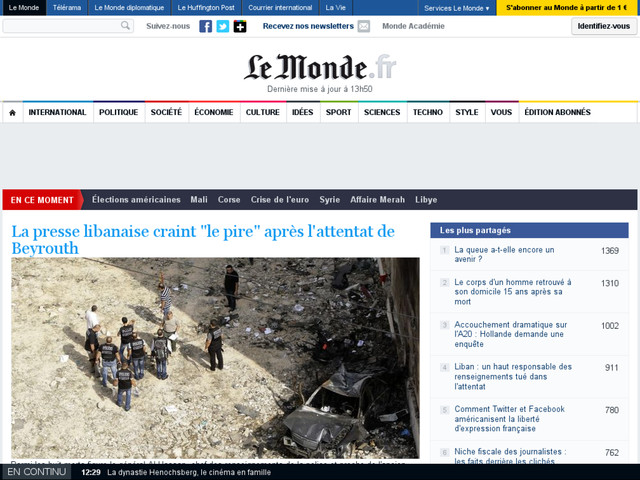 Le Monde Télérama Le Monde diplomatique Le Huffington Post Courrier international La Vie Services Le Monde S'abonner au Monde à partir de 1 €
Suivez-nous Recevez nos newsletters Monde Académie Identifiez-vous
Le Monde.fr
Dernière mise à jour à 13h50
INTERNATIONAL POLITIQUE SOCIÉTÉ ÉCONOMIE CULTURE IDÉES SPORT SCIENCES TECHNO STYLE VOUS ÉDITION ABONNÉS
EN CE MOMENT Élections américaines Mali Corse Crise de l'euro Syrie Affaire Merah Libye
La presse libanaise craint "le pire" après l'attentat de
Beyrouth
Les plus partagés
1 La queue a-t-elle encore un 1369
avenir ?
2 Le corps d'un homme retrouvé à 1310
son domicile 15 ans après sa
mort
3 Accouchement dramatique sur 1002
l'A20 : Hollande demande une
enquête
4 Liban : un haut responsable des 911
renseignements tué dans
l'attentat
5 Comment Twitter et Facebook 780
américanisent la liberté
d'expression française
6 Niche fiscale des journalistes : 762
les faits derrière les clichés
EN CONTINU 12:29 La dynastie Henochsberg, le cinéma en famille